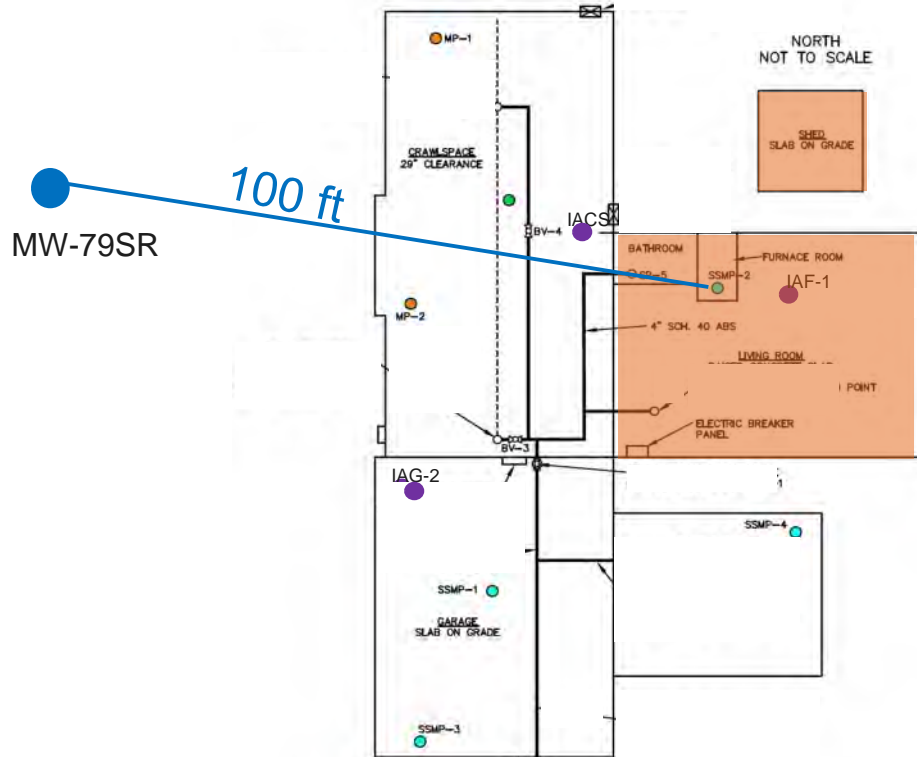 MP-1
NORTH
NOT TO SCALE
SHED
SLAB ON GRADE
CRAWLSPACE
29" CLEARANCE
100 ft
MW-79SR
IACS
BV-4
BATHROOM
FURNACE ROOM
SP-5
SSMP-2
IAF-1
MP-2
4" SCH. 40 ABS
LIVING ROOM
POINT
ELECTRIC BREAKER
PANEL
BV-3
IAG-2
SSMP-4
SSMP-1
GARAGE
SLAB ON GRADE
SSMP-3